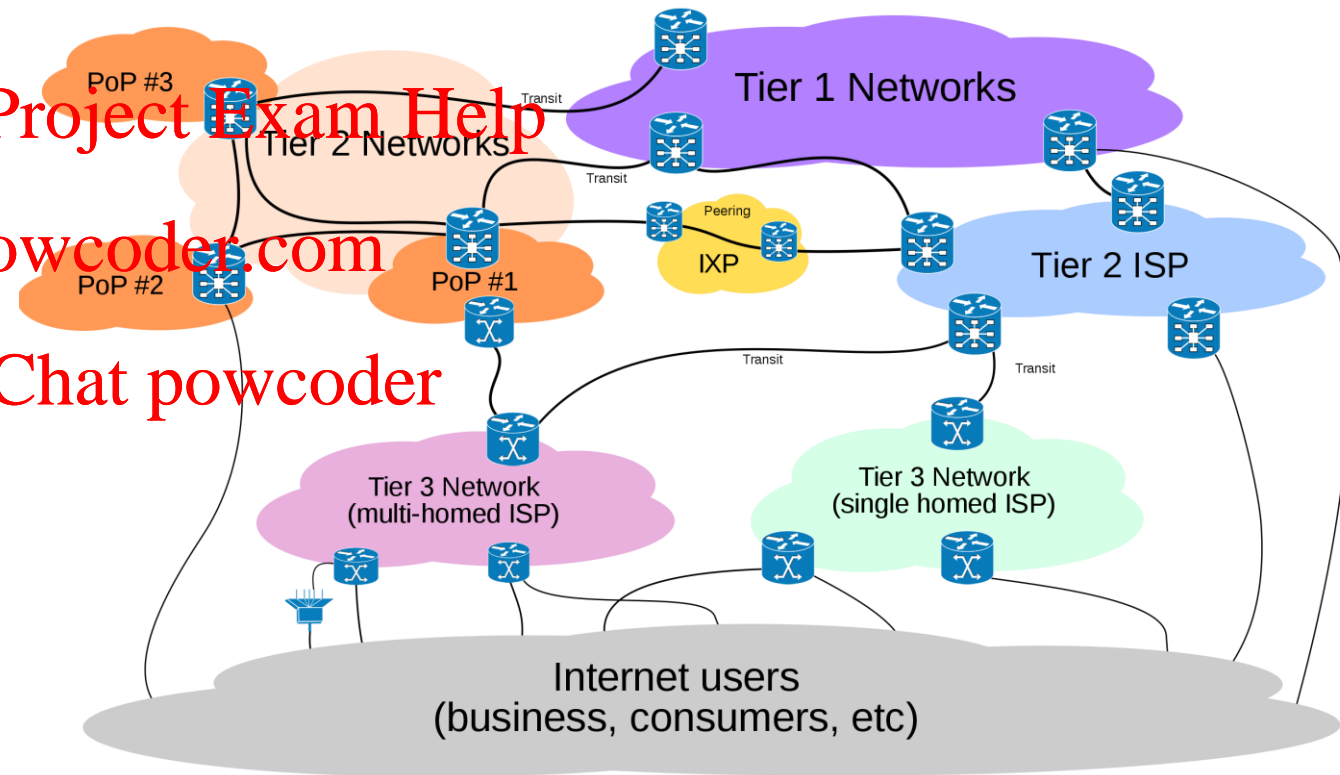 PoP #3
Project Exam Help
Transit
Tier 1 Networks
Tier 2 Networks
Transit
Peering
IXP
owcoder.com
PoP #2
PoP #1
Tier 2 ISP
Transit
Transit
Chat powcoder
Tier 3 Network
(multi-homed ISP)
Tier 3 Network
(single homed ISP)
Internet users
(business, consumers, etc)